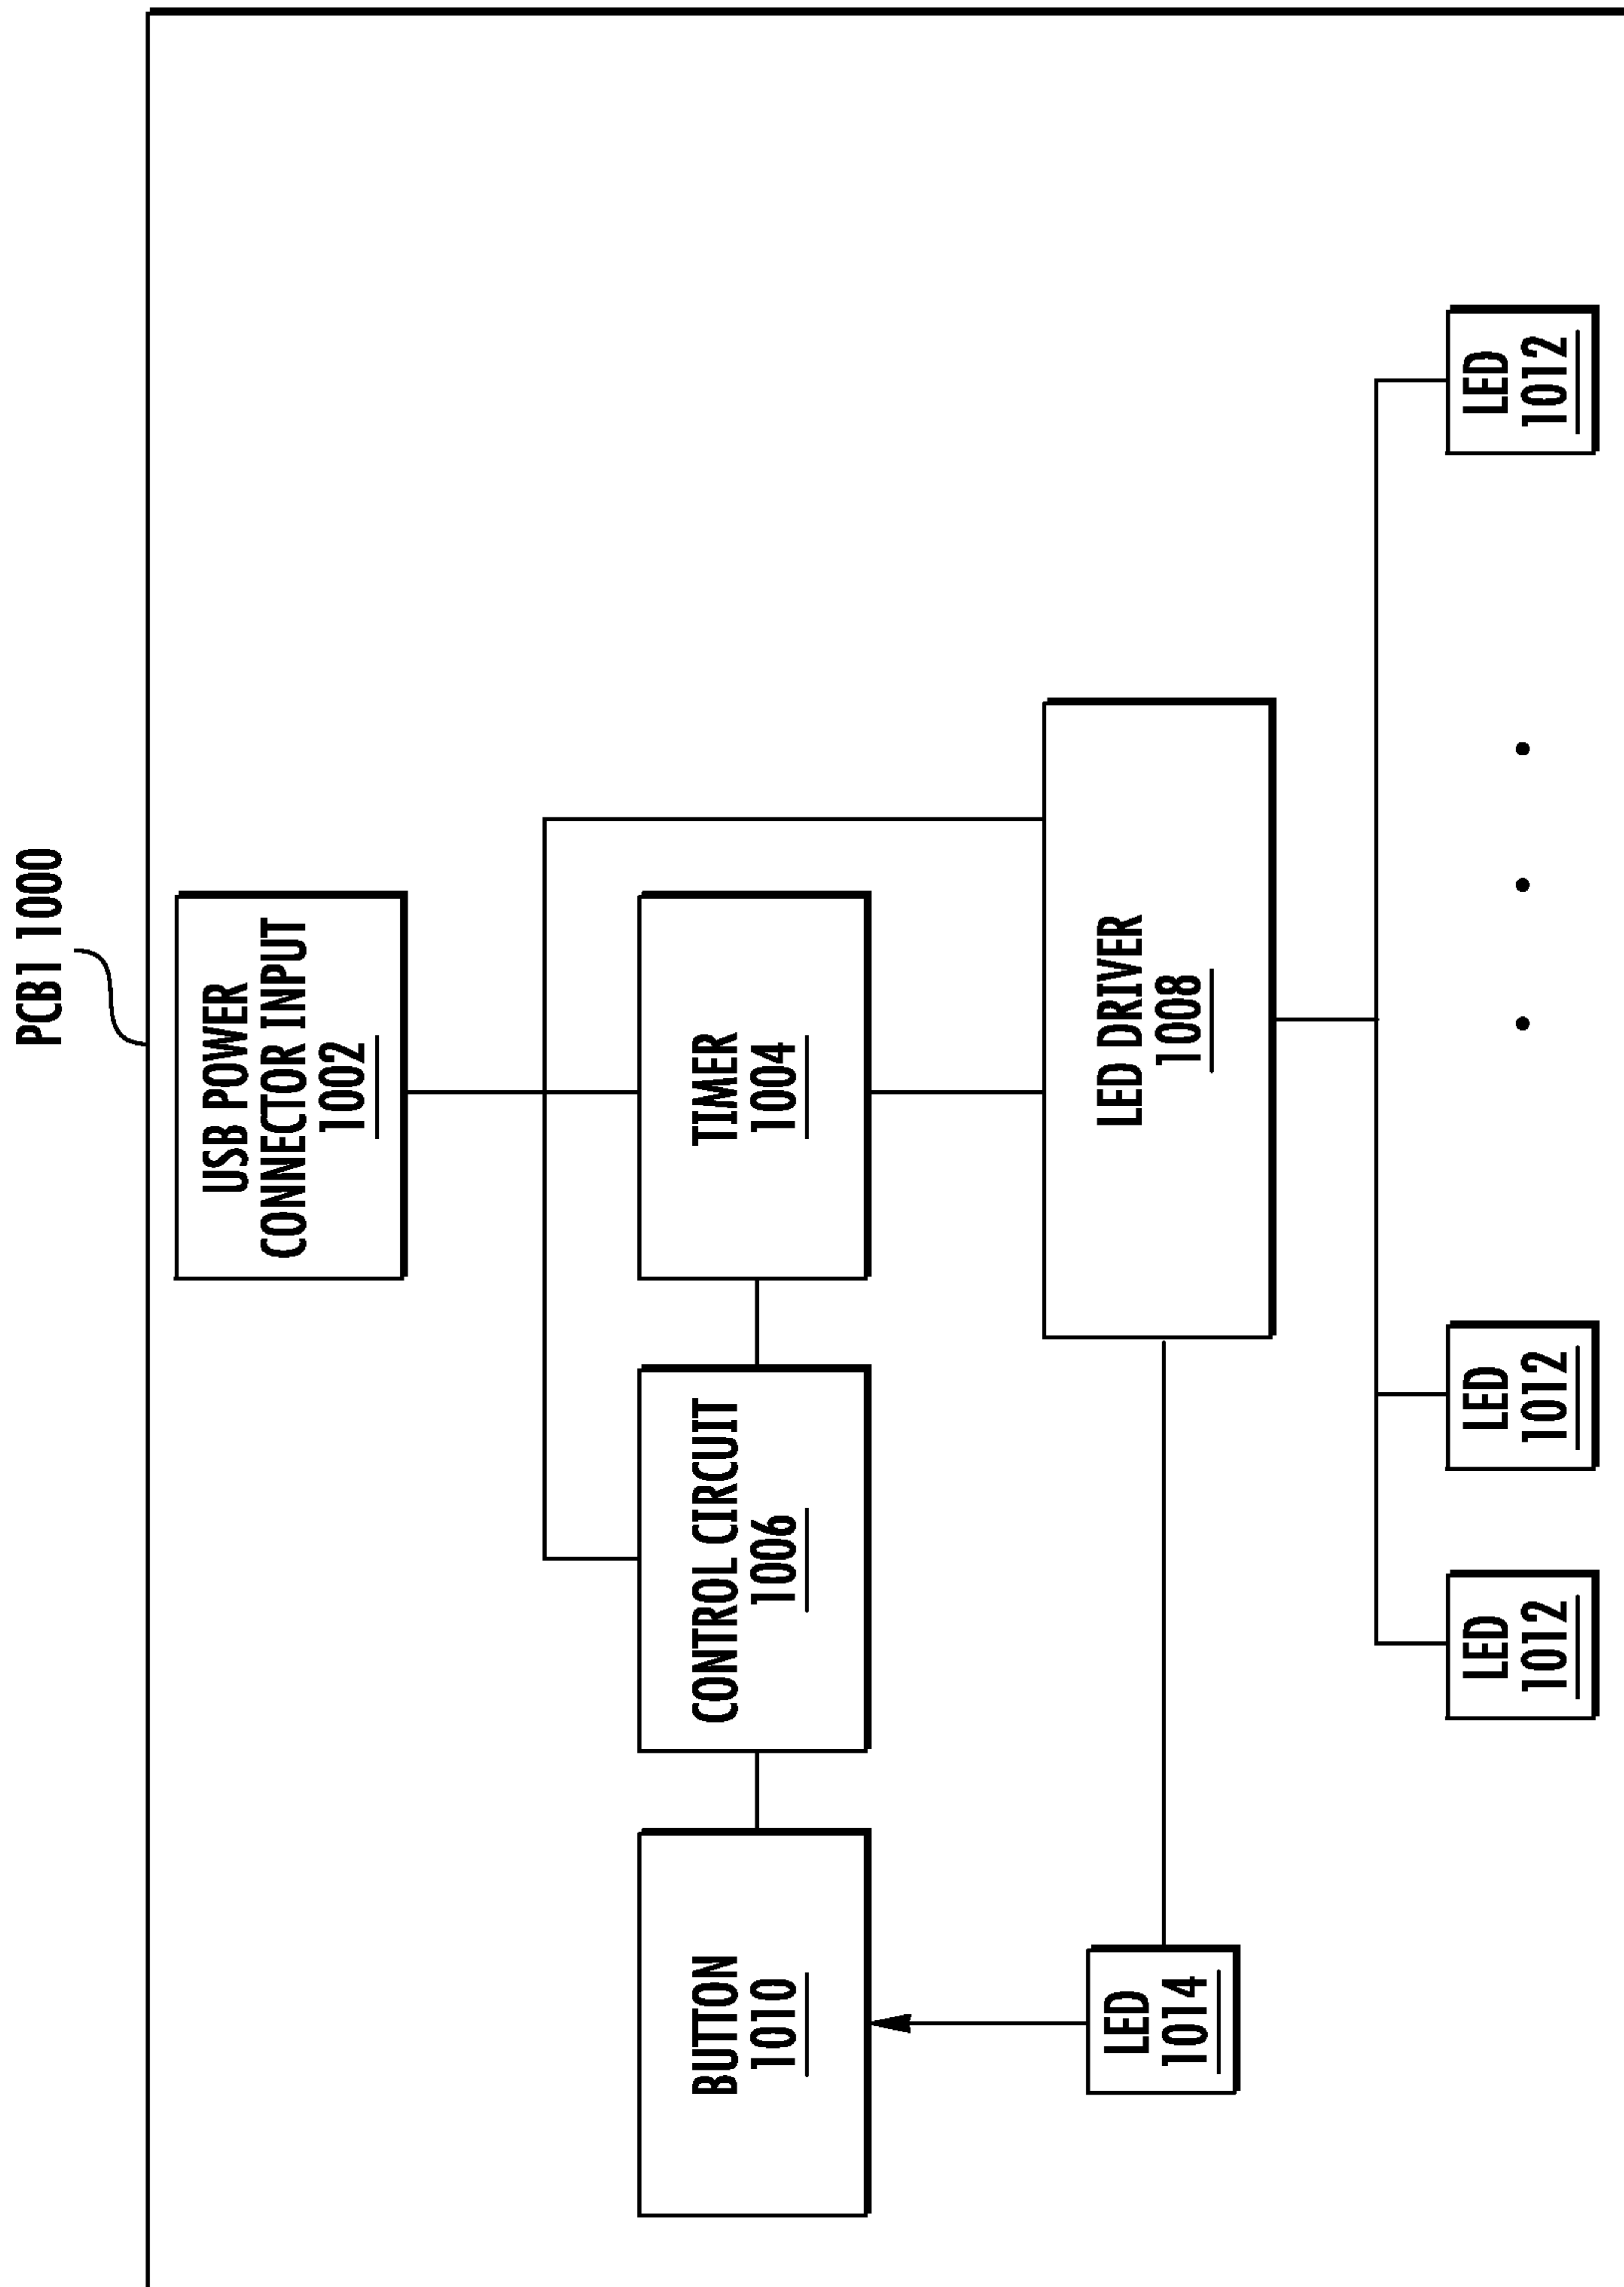 PCB1 1000
USB POWER
CONNECTOR INPUT
1002
BUTTON
1010
CONTROL CIRCUIT
1006
TIMER
1004
LED
1014
LED DRIVER
1008
LED
1012
LED
1012
LED
1012